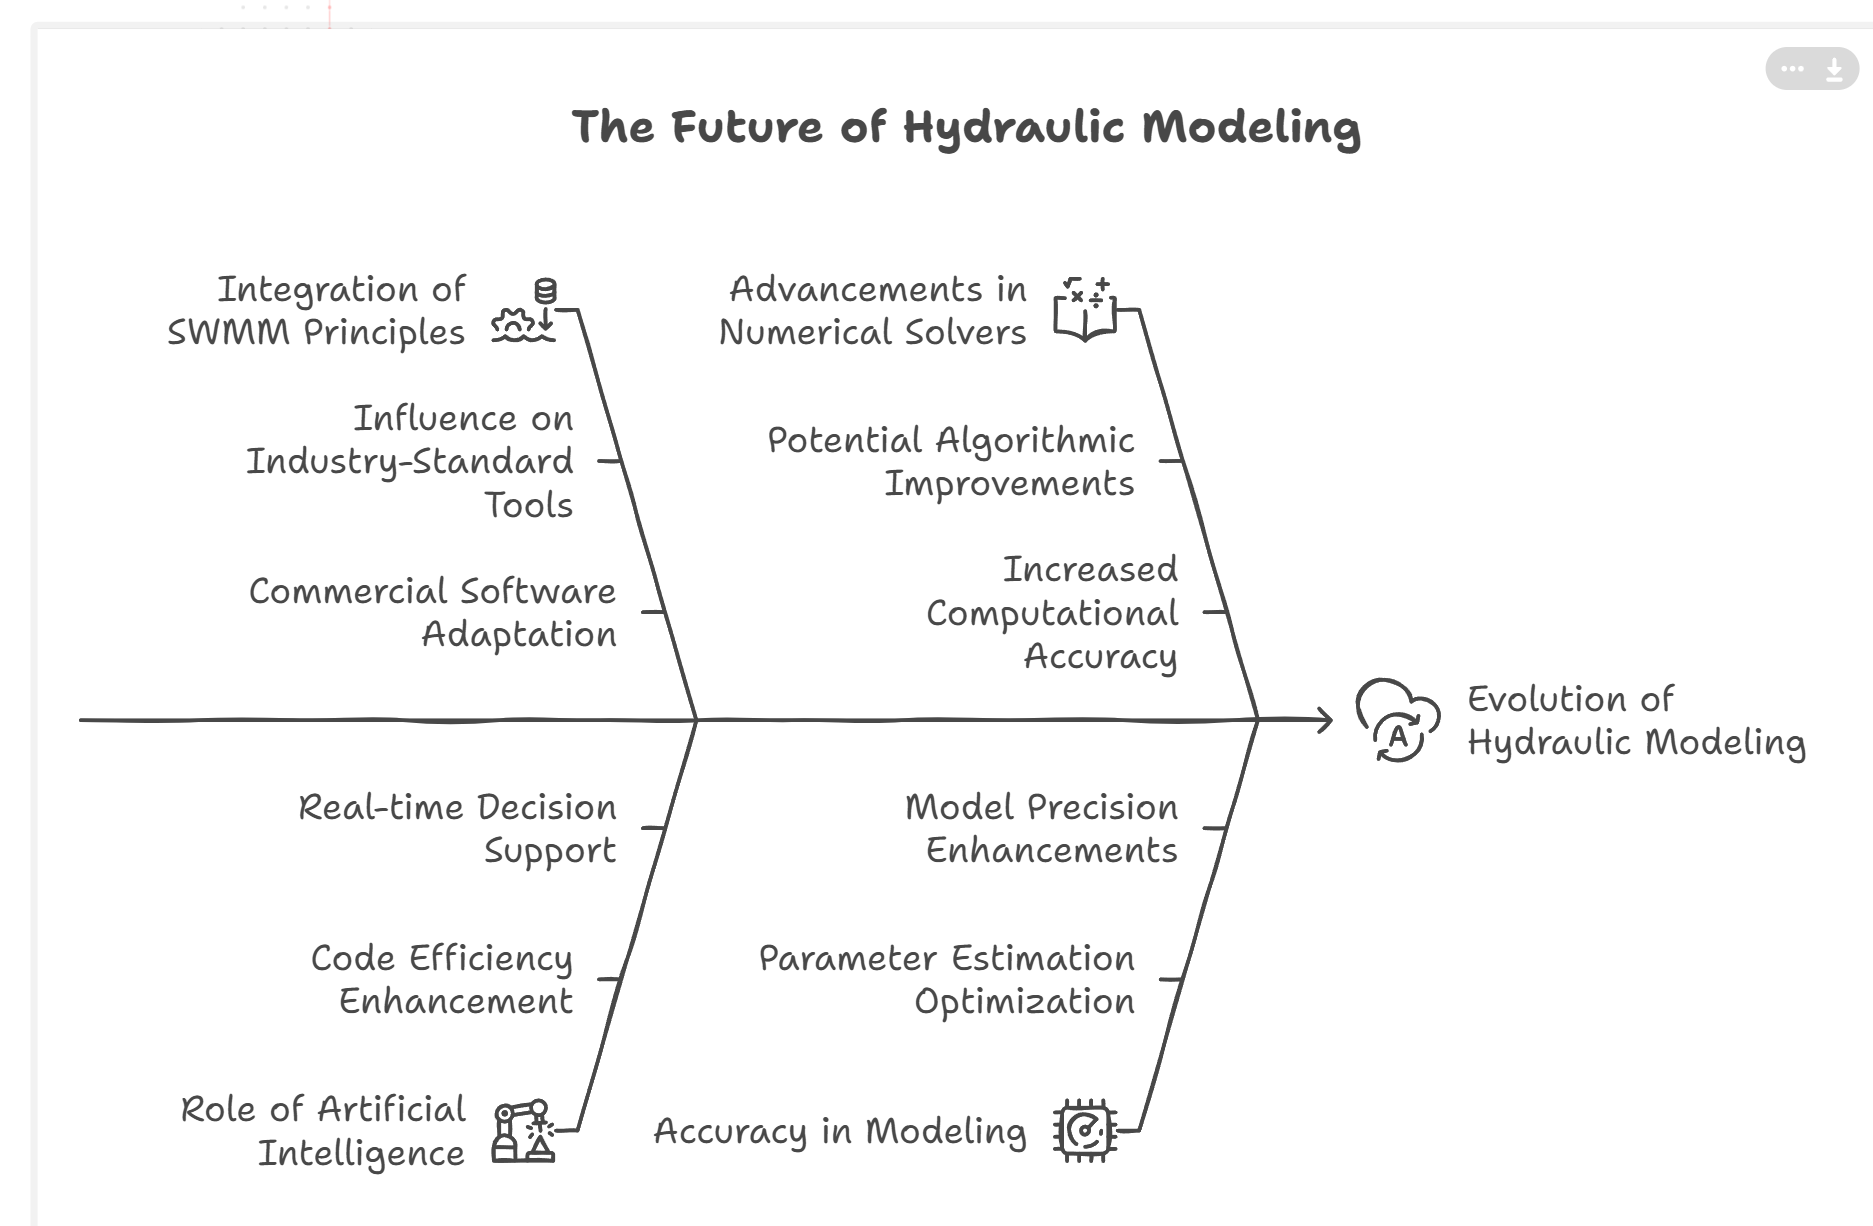 The Future of Hydraulic Modeling
Integration of
SWMM Principles
Influence on
Industry-Standard
Tools
Commercial Software
Adaptation
Advancements in
Numerical Solvers
Potential Algorithmic
Improvements
Increased
Computational
Accuracy
A
Evolution of
Hydraulic Modeling
Real-time Decision
Support
Code Efficiency
Enhancement
Role of Artificial
Intelligence
Model Precision
Enhancements
Parameter Estimation
Optimization
Accuracy in Modeling